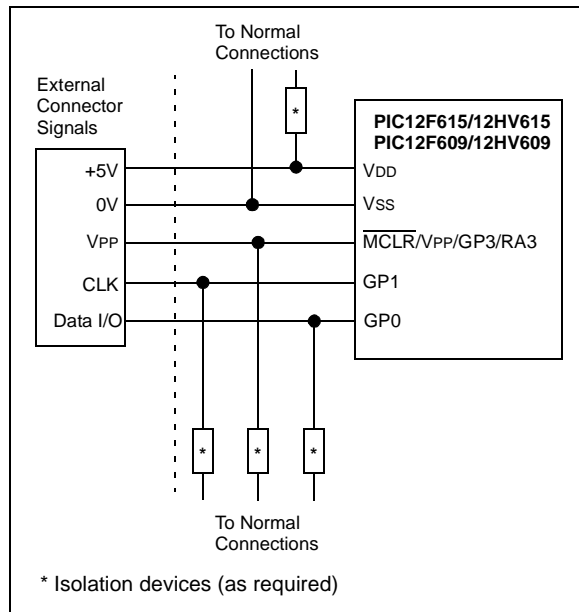 To Normal
Connections
External
Connector
Signals
*
PIC12F615/12HV615
PIC12F609/12HV609
+5V
VDD
0V
VSS
VPP
MCLR/VPP/GP3/RA3
CLK
GP1
Data I/O
GP0
*
*
*
To Normal
Connections
* Isolation devices (as required)